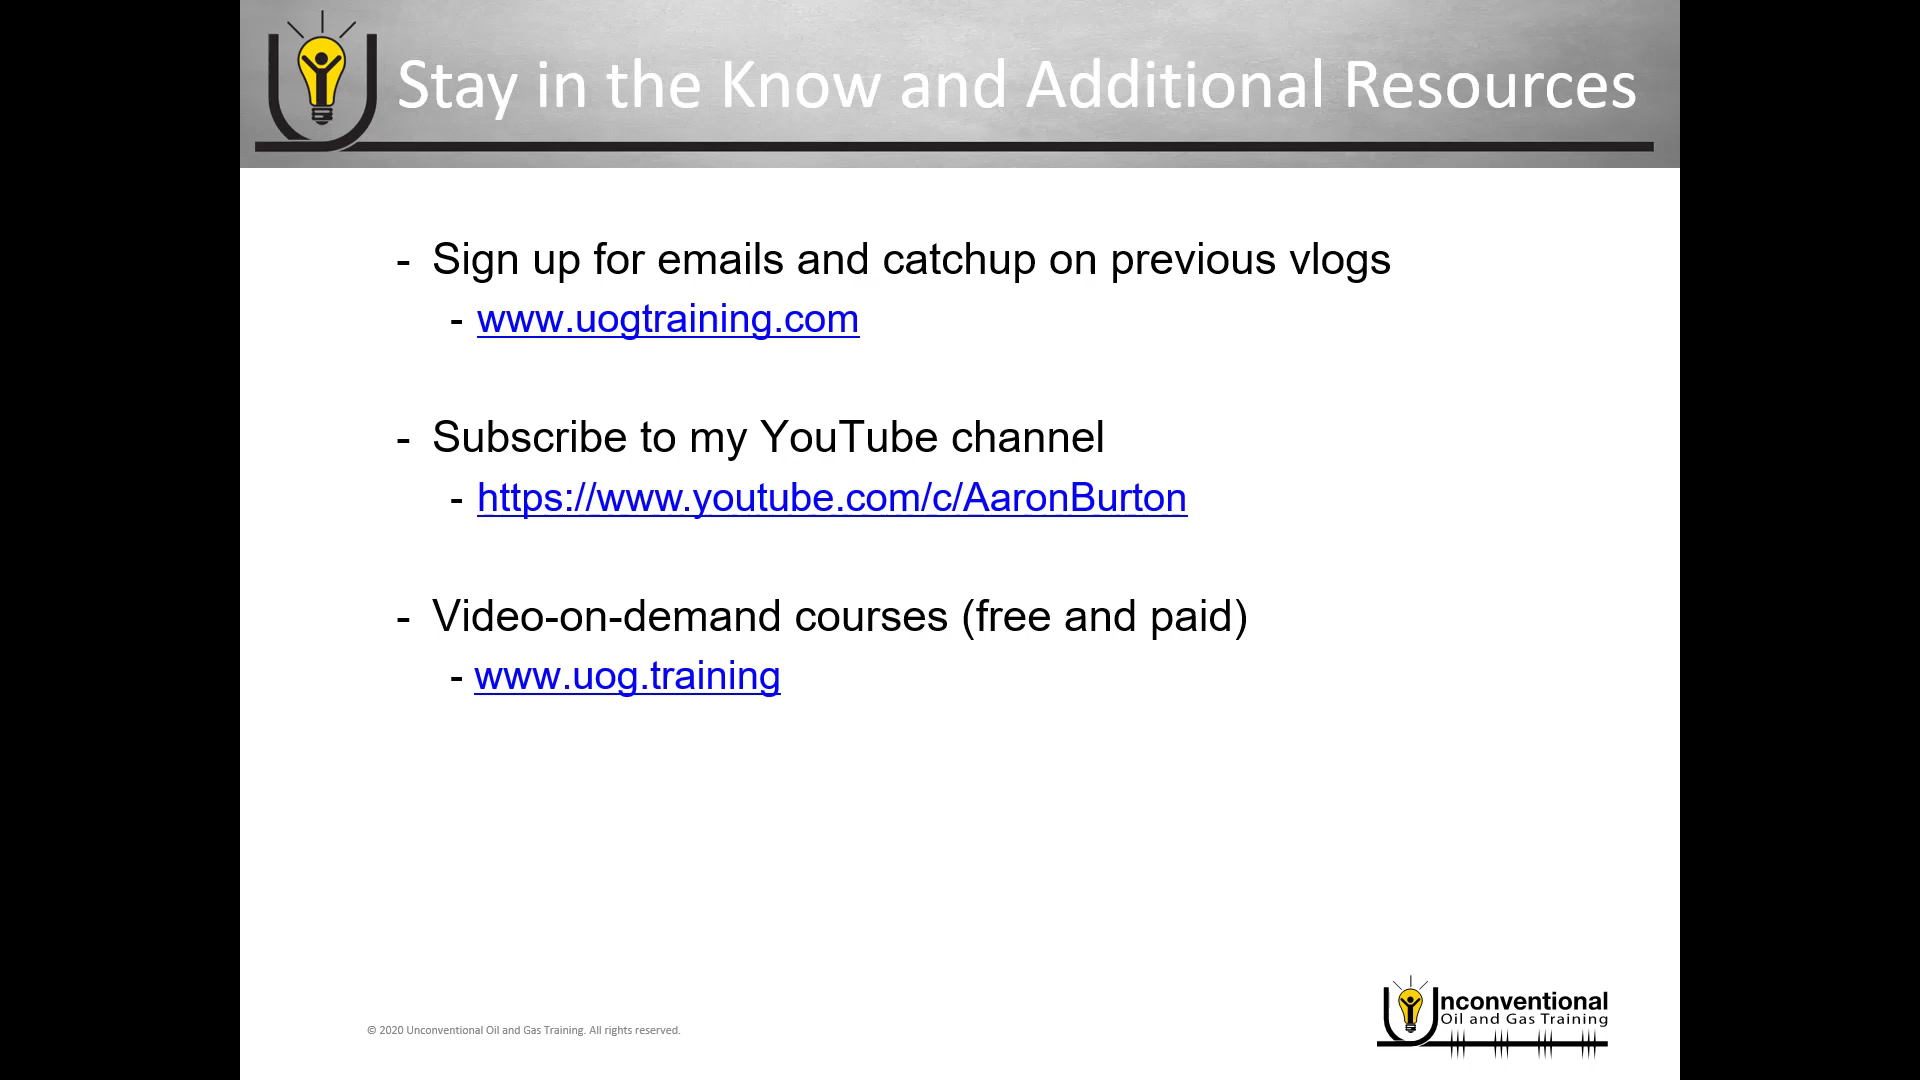 Stay in the Know and Additional Resources
- Sign up for emails and catchup on previous vlogs
- www.uogtraining.com
- Subscribe to my YouTube channel
- https://www.youtube.com/c/AaronBurton
- Video-on-demand courses (free and paid)
- www.uog.training
© 2020 Unconventional Oil and Gas Training. All rights reserved.
Unconventional
Oil and Gas Training